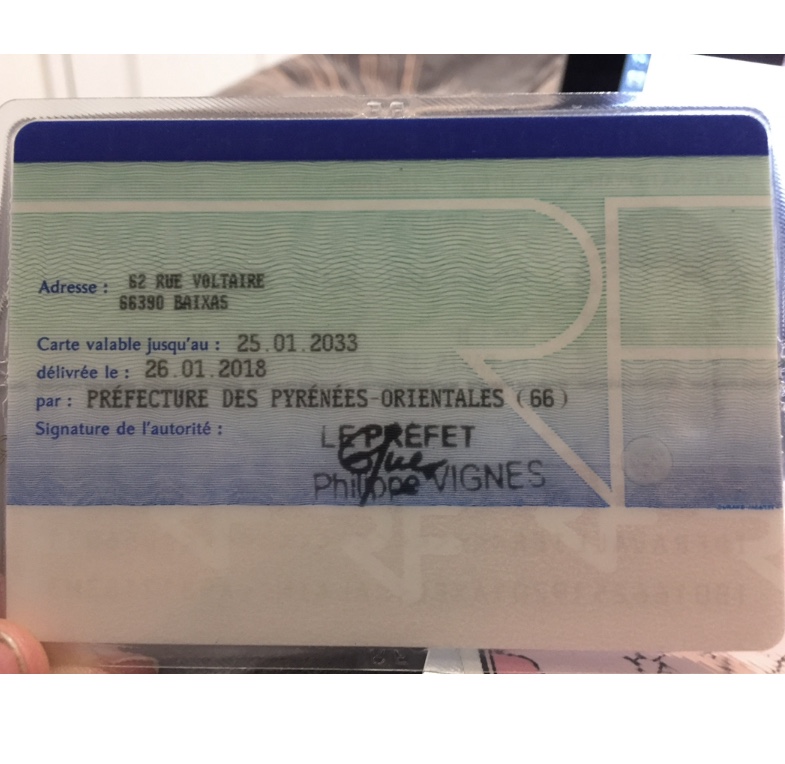 Adresse : 62 RUE VOLTAIRE
66390 BAIXAS
Carte valable jusqu'au : 25.01.2033
délivrée le : 26.01.2018
par : PRÉFECTURE DES PYRÉNÉES-ORIENTALES (66)
Signature de l'autorité :
LE PRÉFET
Philippe VIGNES
RF